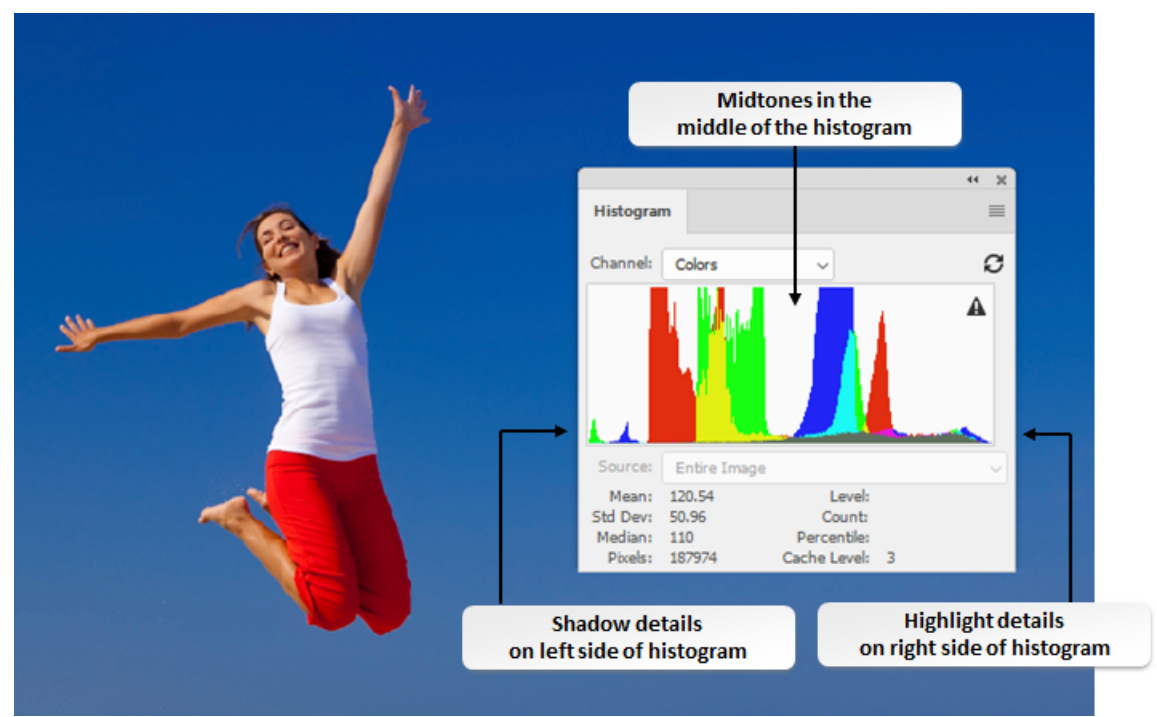 Midtones in the
middle of the histogram
Histogram
Channel: Colors
Source: Entire Image
Mean: 120.54 Level:
Std Dev: 50.96 Count:
Median: 110 Percentile:
Pixels: 187974 Cache Level: 3
Shadow details
on left side of histogram
Highlight details
on right side of histogram